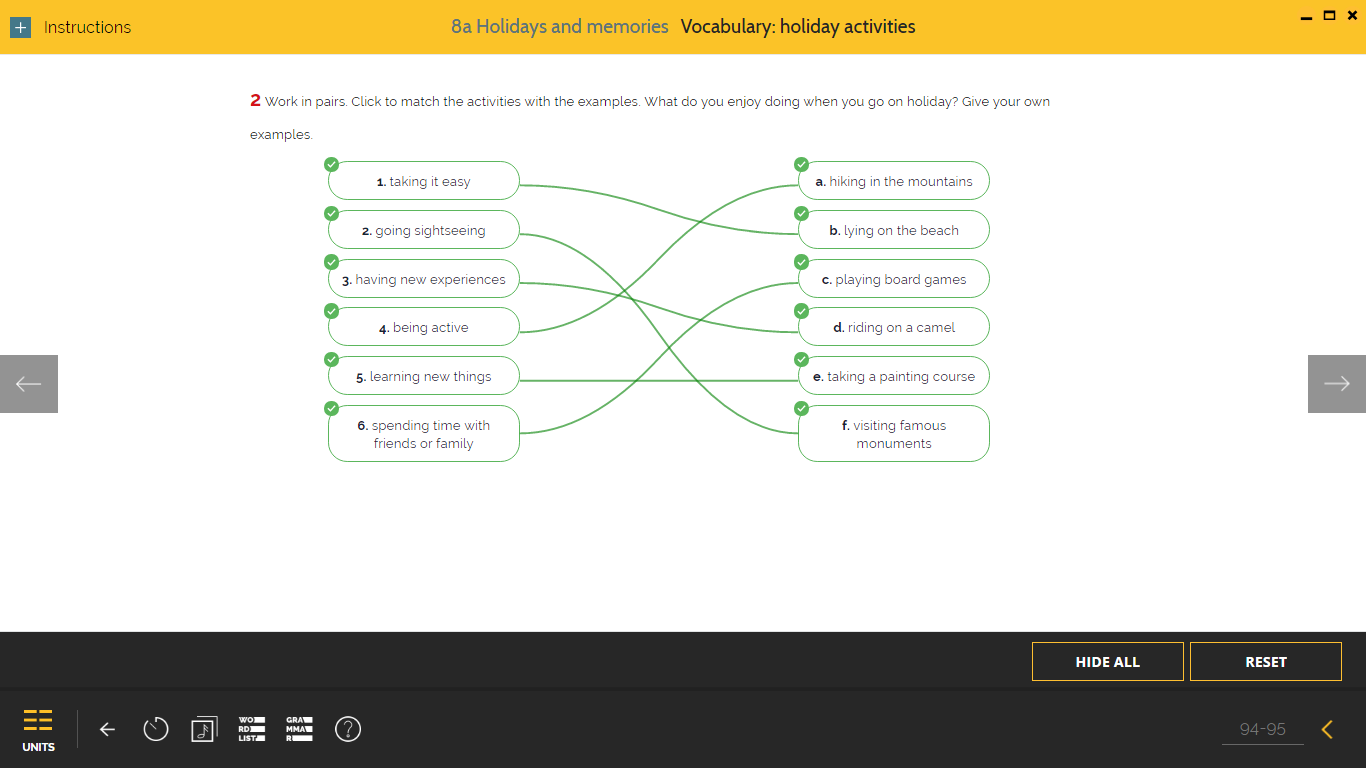 Instructions
8a Holidays and memories Vocabulary: holiday activities
2 Work in pairs. Click to match the activities with the examples. What do you enjoy doing when you go on holiday? Give your own
examples.
1. taking it easy
a. hiking in the mountains
2. going sightseeing
b. lying on the beach
3. having new experiences
c. playing board games
4. being active
d. riding on a camel
5. learning new things
e. taking a painting course
6. spending time with
friends or family
f. visiting famous
monuments
HIDE ALL
RESET
UNITS
WO
RD
LIST
GRA
MMA
R
?
94-95